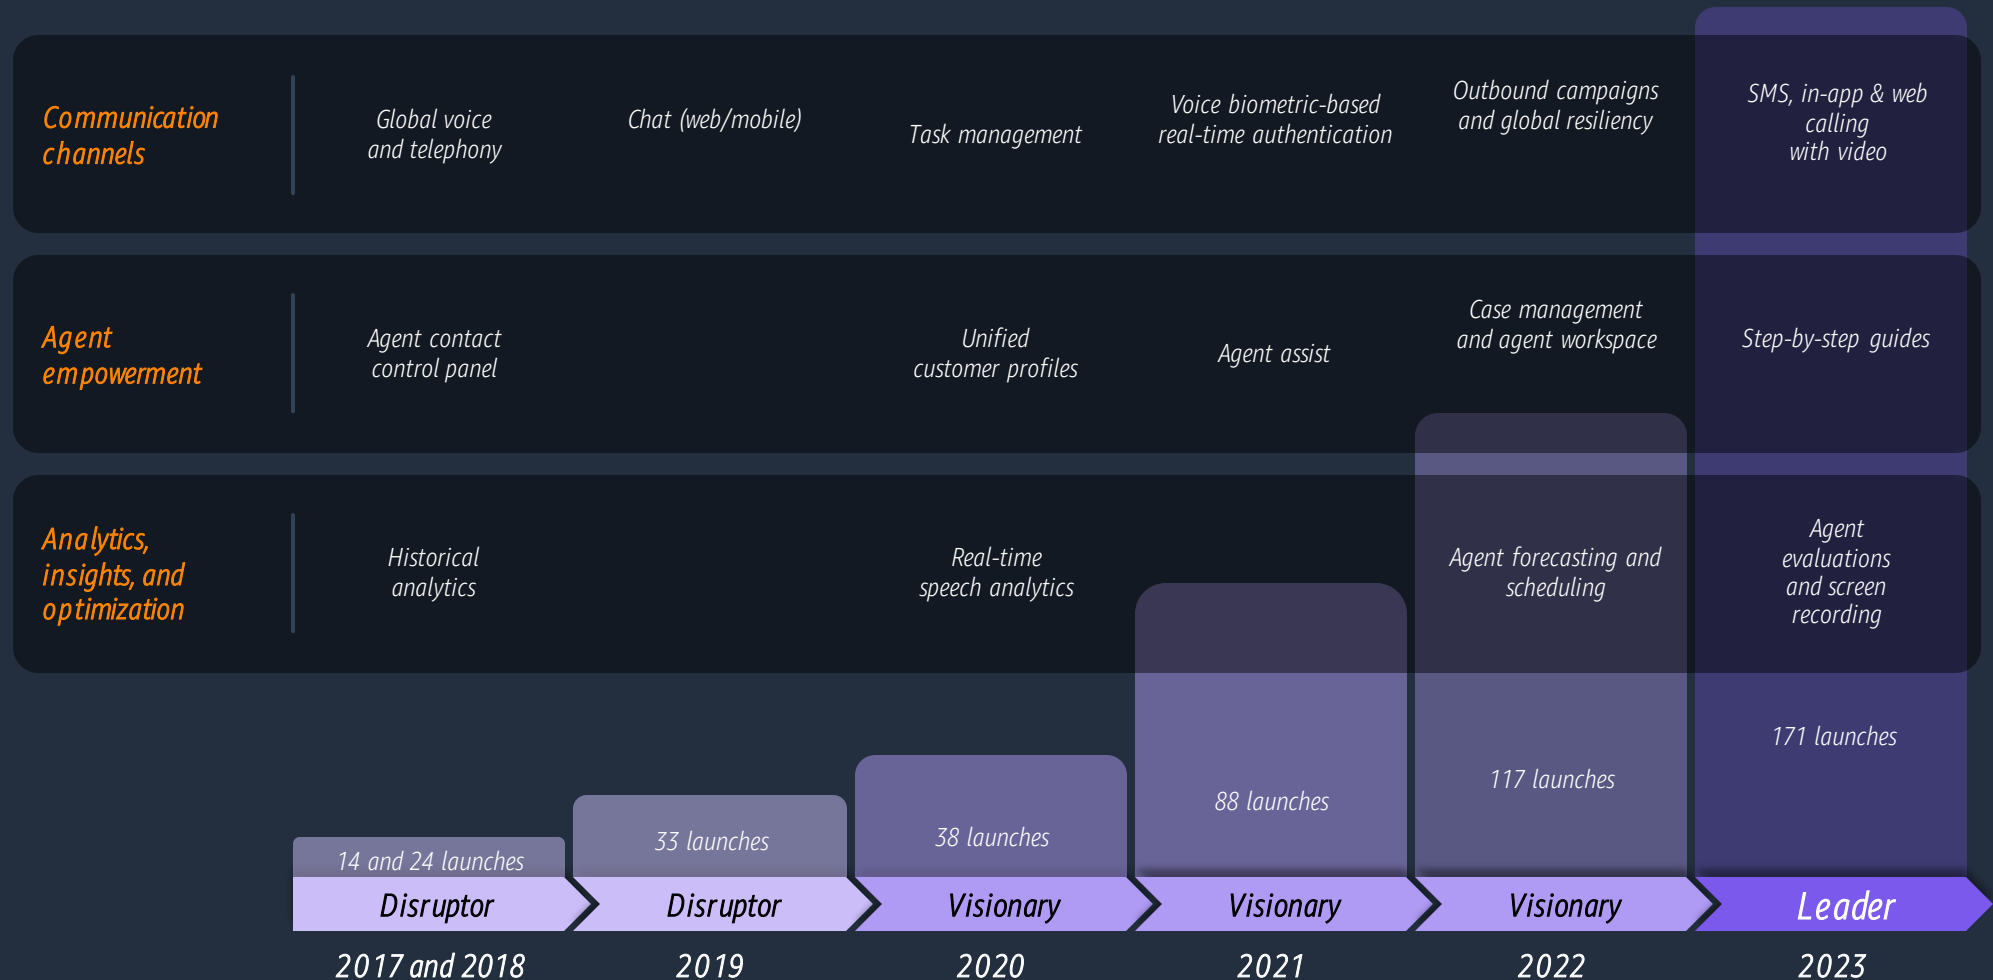 Communication
channels
Global voice
and telephony
Chat (web/mobile)
Task management
Voice biometric-based
real-time authentication
Outbound campaigns
and global resiliency
SMS, in-app & web
calling
with video
Agent
empowerment
Agent contact
control panel
Unified
customer profiles
Agent assist
Case management
and agent workspace
Step-by-step guides
Analytics,
insights, and
optimization
Historical
analytics
Real-time
speech analytics
Agent forecasting and
scheduling
Agent
evaluations
and screen
recording
14 and 24 launches
33 launches
38 launches
88 launches
117 launches
171 launches
Disruptor
Disruptor
Visionary
Visionary
Visionary
Leader
2017 and 2018
2019
2020
2021
2022
2023